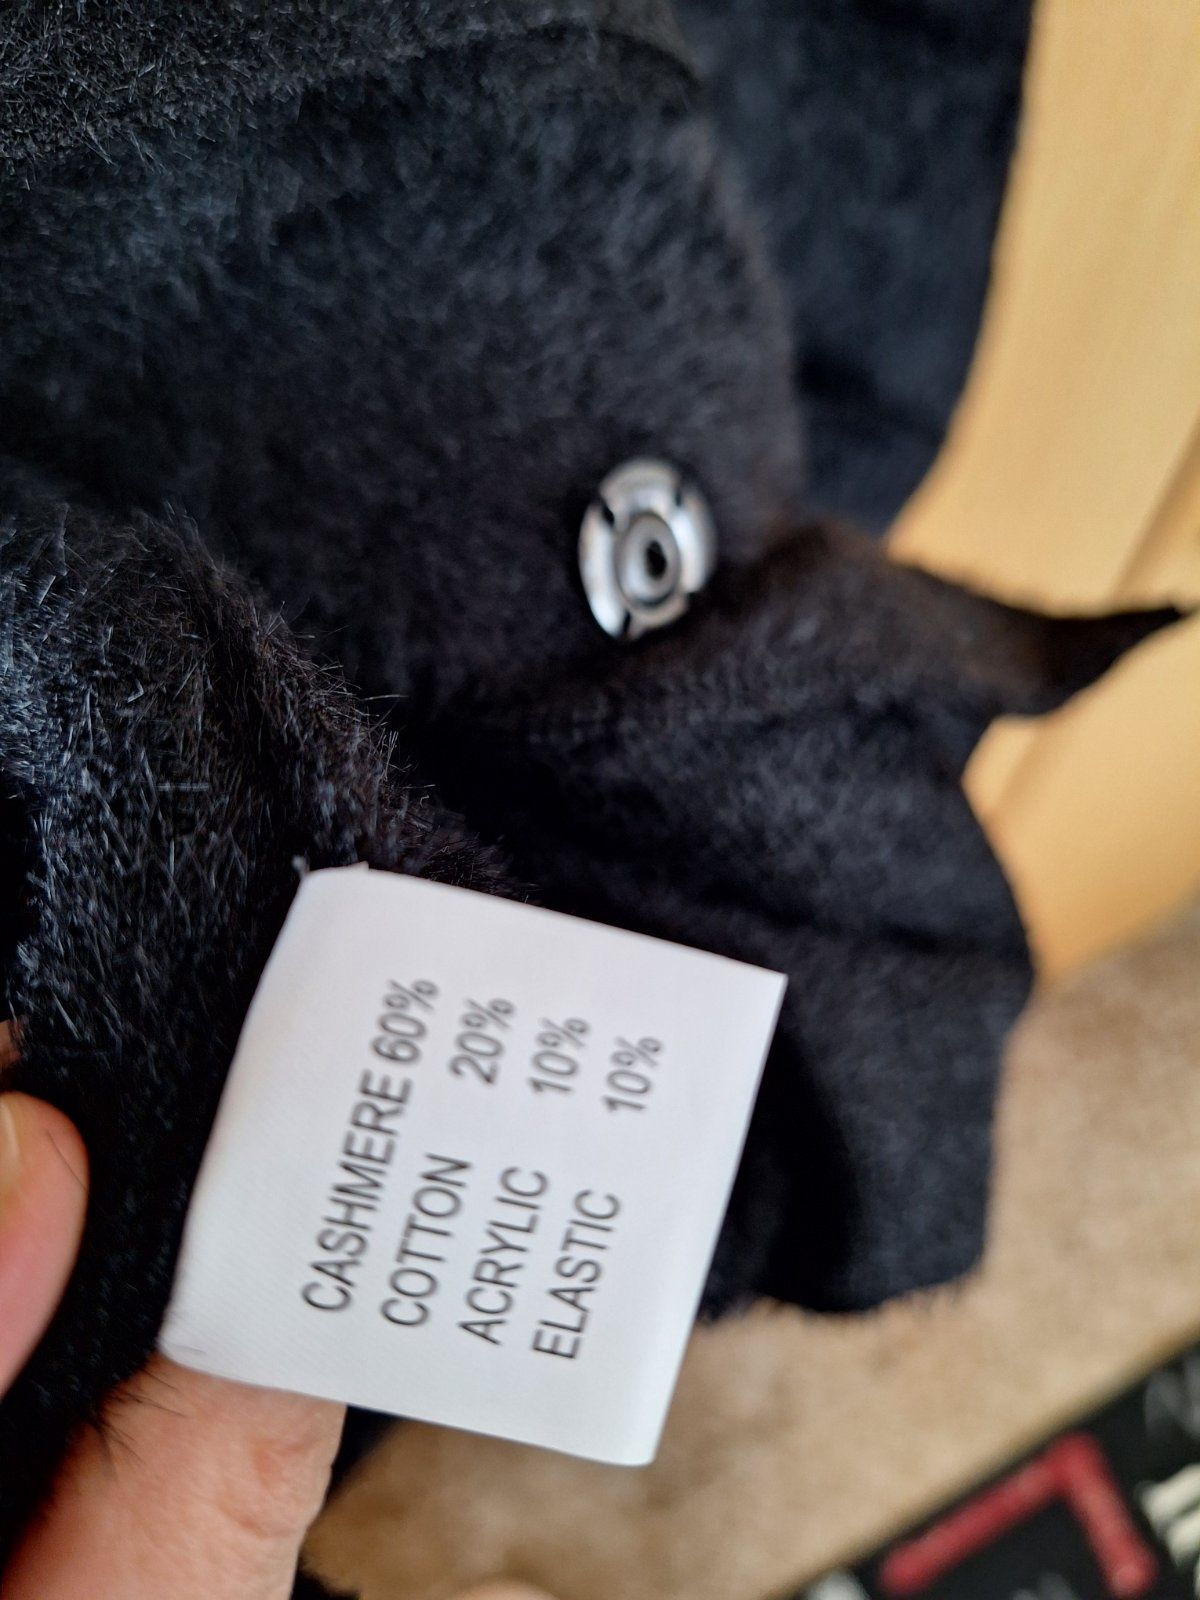 CASHMERE 60%
COTTON 20%
ACRYLIC 10%
ELASTIC 10%